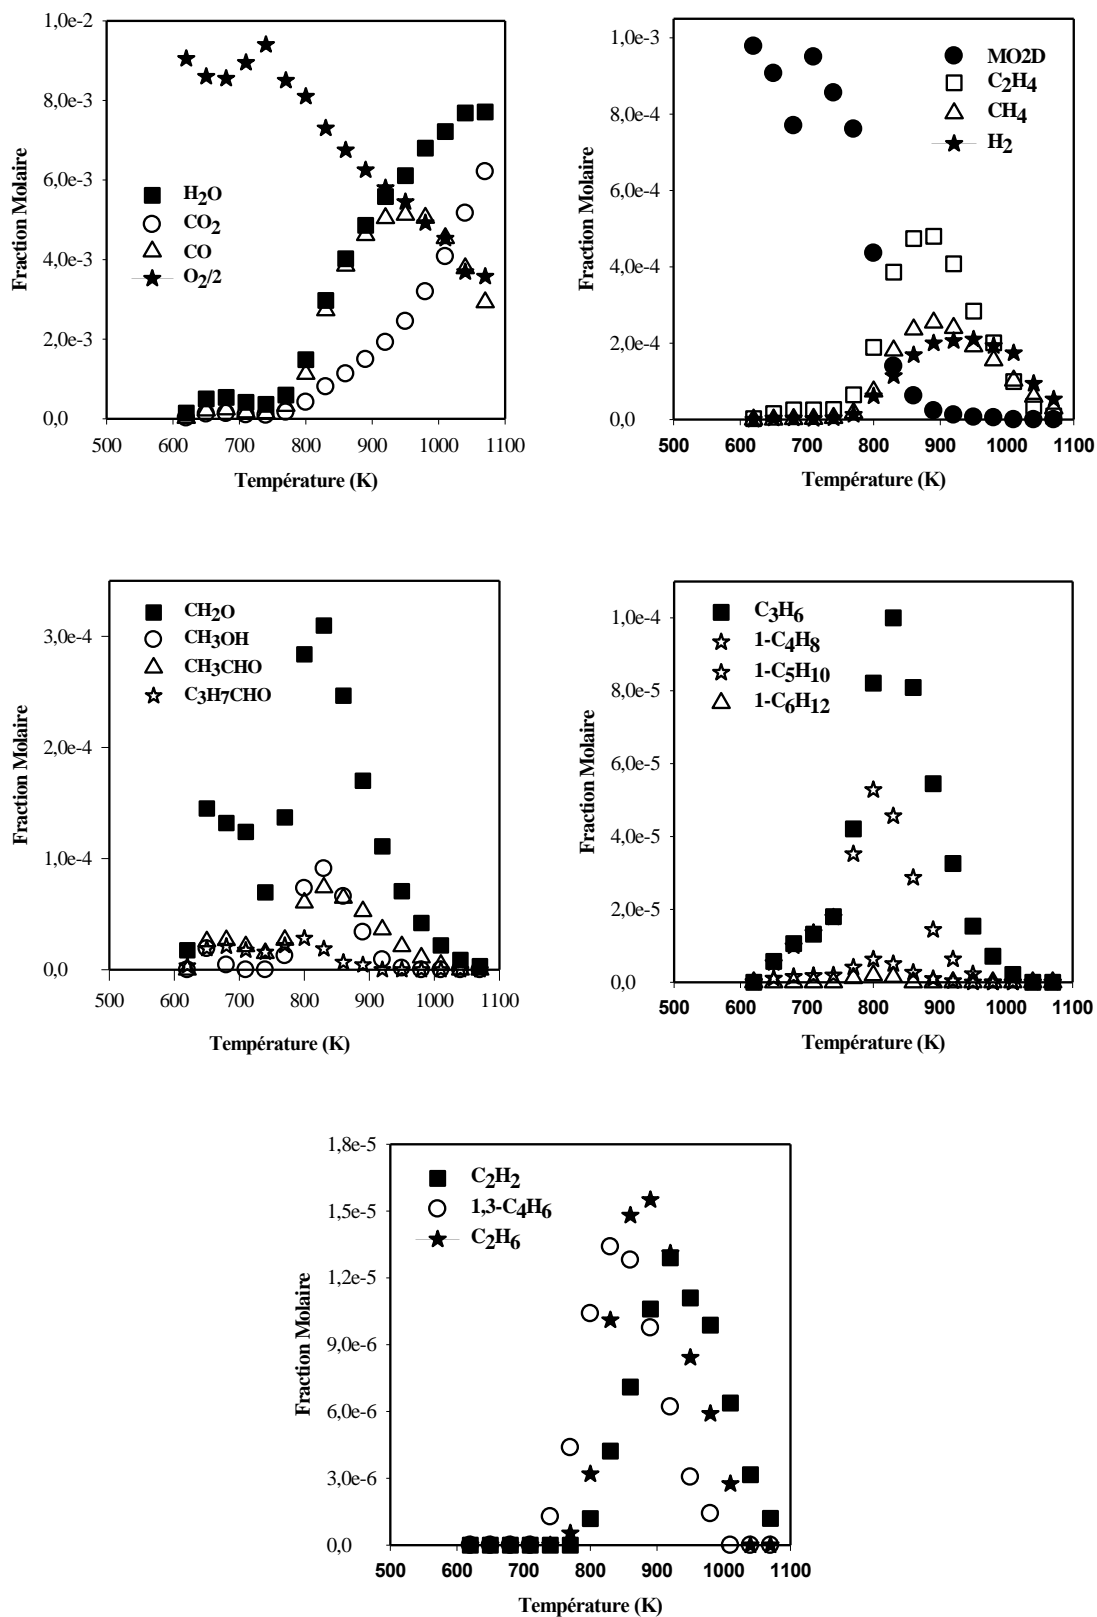 1,0e-2
8,0e-3
6,0e-3
4,0e-3
2,0e-3
0,0
Fraction Molaire
H2O
CO2
CO
O2/2
500 600 700 800 900 1000 1100
Température (K)
1,0e-3
8,0e-4
6,0e-4
4,0e-4
2,0e-4
0,0
Fraction Molaire
MO2D
C2H4
CH4
H2
500 600 700 800 900 1000 1100
Température (K)
3,0e-4
2,0e-4
1,0e-4
0,0
Fraction Molaire
CH2O
CH3OH
CH3CHO
C3H7CHO
500 600 700 800 900 1000 1100
Température (K)
1,0e-4
8,0e-5
6,0e-5
4,0e-5
2,0e-5
0,0
Fraction Molaire
C3H6
1-C4H8
1-C5H10
1-C6H12
500 600 700 800 900 1000 1100
Température (K)
1,8e-5
1,5e-5
1,2e-5
9,0e-6
6,0e-6
3,0e-6
0,0
Fraction Molaire
C2H2
1,3-C4H6
C2H6
500 600 700 800 900 1000 1100
Température (K)